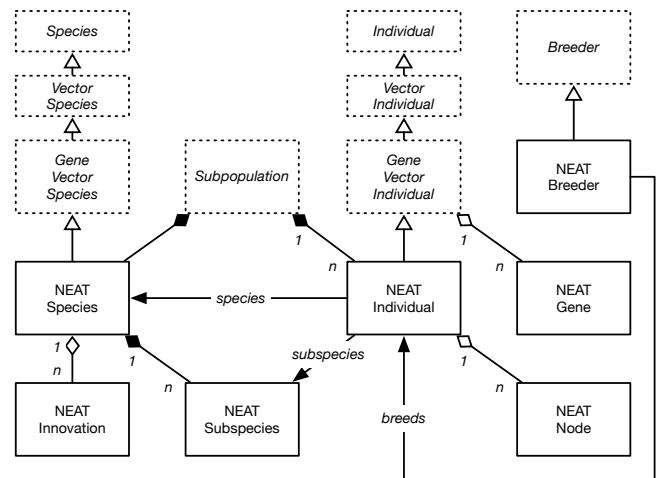 Species
Individual
Breeder
Vector
Species
Vector
Individual
Gene
Vector
Species
Subpopulation
Gene
Vector
Individual
NEAT
Breeder
1
n
1
n
NEAT
Species
species
NEAT
Individual
NEAT
Gene
1
n
1
n
subspecies
1
n
NEAT
Innovation
NEAT
Subspecies
breeds
NEAT
Node